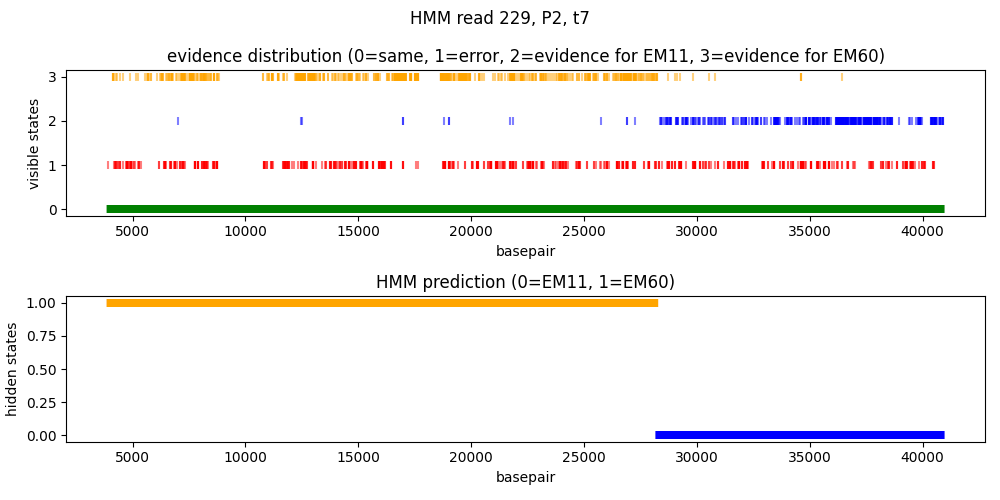 HMM read 229, P2, t7
evidence distribution (0=same, 1=error, 2=evidence for EM11, 3=evidence for EM60)
visible states
3
2
1
0
5000 10000 15000 20000 25000 30000 35000 40000
basepair
HMM prediction (0=EM11, 1=EM60)
hidden states
1.00
0.75
0.50
0.25
0.00
5000 10000 15000 20000 25000 30000 35000 40000
basepair